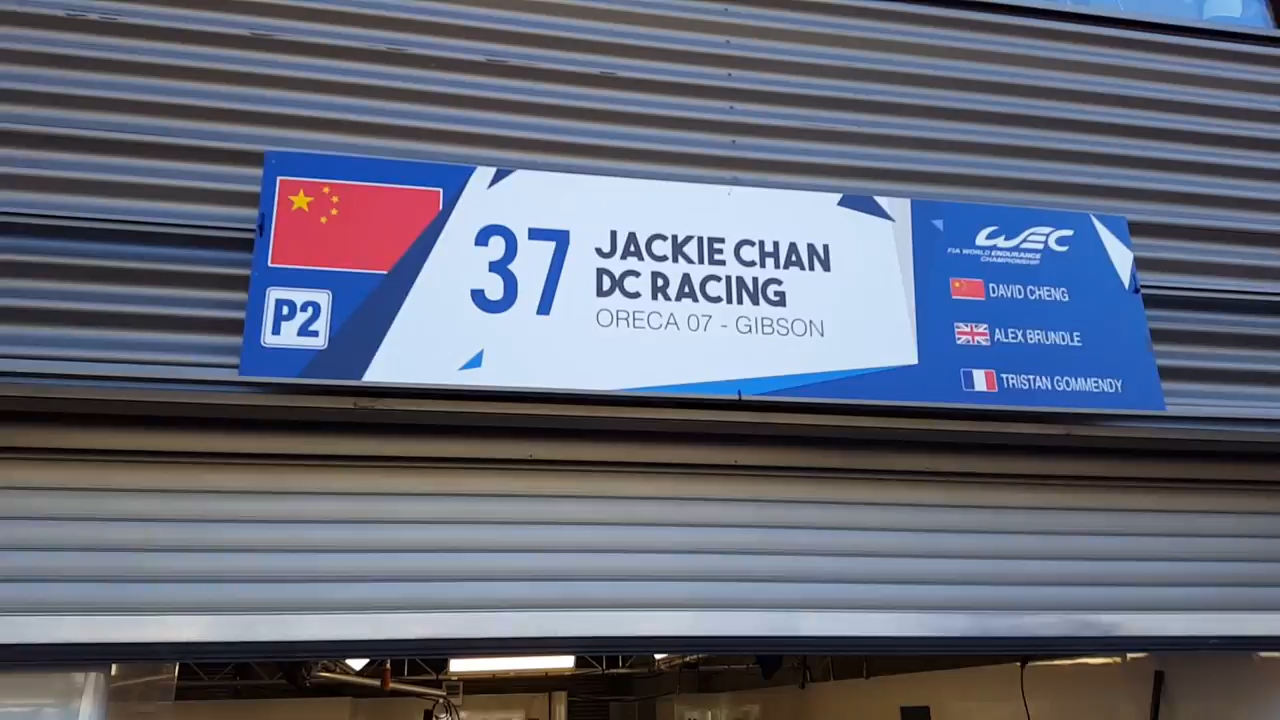 P2
37
JACKIE CHAN
DC RACING
ORECA 07 - GIBSON
WEC
FIA WORLD ENDURANCE
CHAMPIONSHIP
DAVID CHENG
ALEX BRUNDLE
TRISTAN GOMMENDY